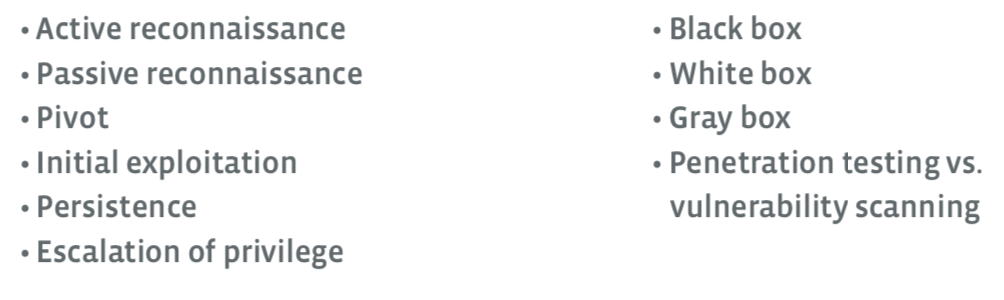 • Active reconnaissance
• Passive reconnaissance
• Pivot
• Initial exploitation
• Persistence
• Escalation of privilege
• Black box
• White box
• Gray box
• Penetration testing vs.
vulnerability scanning